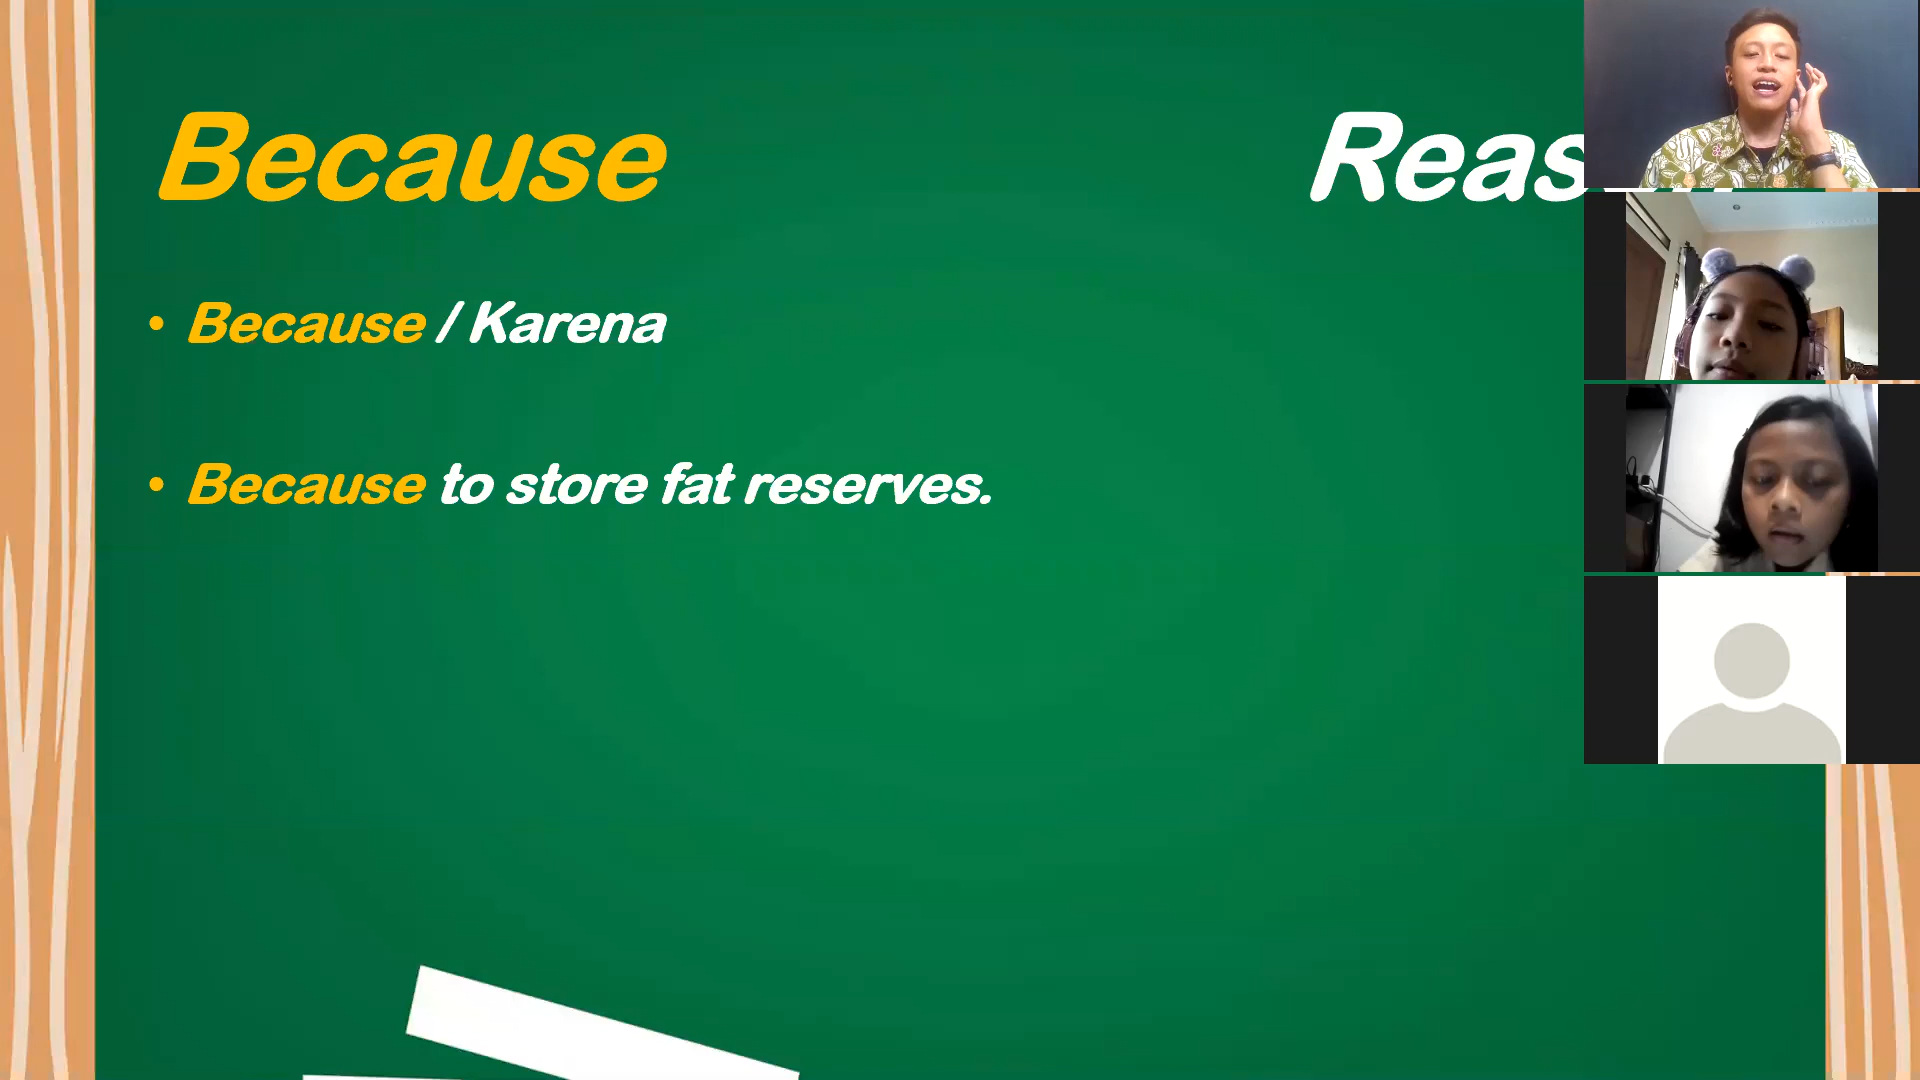 Because
Reas
• Because / Karena
• Because to store fat reserves.